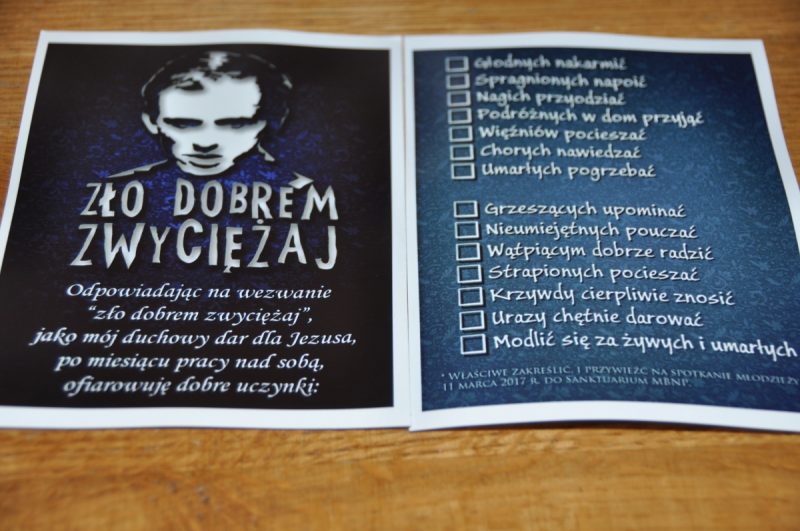 ZŁO DOBREM
ZWYCIĘŻAJ
Odpowiadając na wezwanie
“zło dobrem zwyciężaj”,
jako mój duchowy dar dla Jezusa,
po miesiącu pracy nad sobą,
ofiarowuję dobre uczynki:
Głodnych nakarmić
Spragnionych napoić
Nagich przyodziać
Podróżnych w dom przyjąć
Więźniów pocieszać
Chorych nawiedzać
Umarłych pogrzebać
Grzeszących upominać
Nieumiejętnych pouczać
Wątpiącym dobrze radzić
Strapionych pocieszać
Krzywdy cierpliwie znosić
Urazy chętnie darować
Modlić się za żywych i umarłych
* WŁAŚCIWE ZAKREŚLIĆ, I PRZYWIEŹĆ NA SPOTKANIE MŁODZIEŻY
11 MARCA 2017 R. DO SANKTUARIUM MBNP.